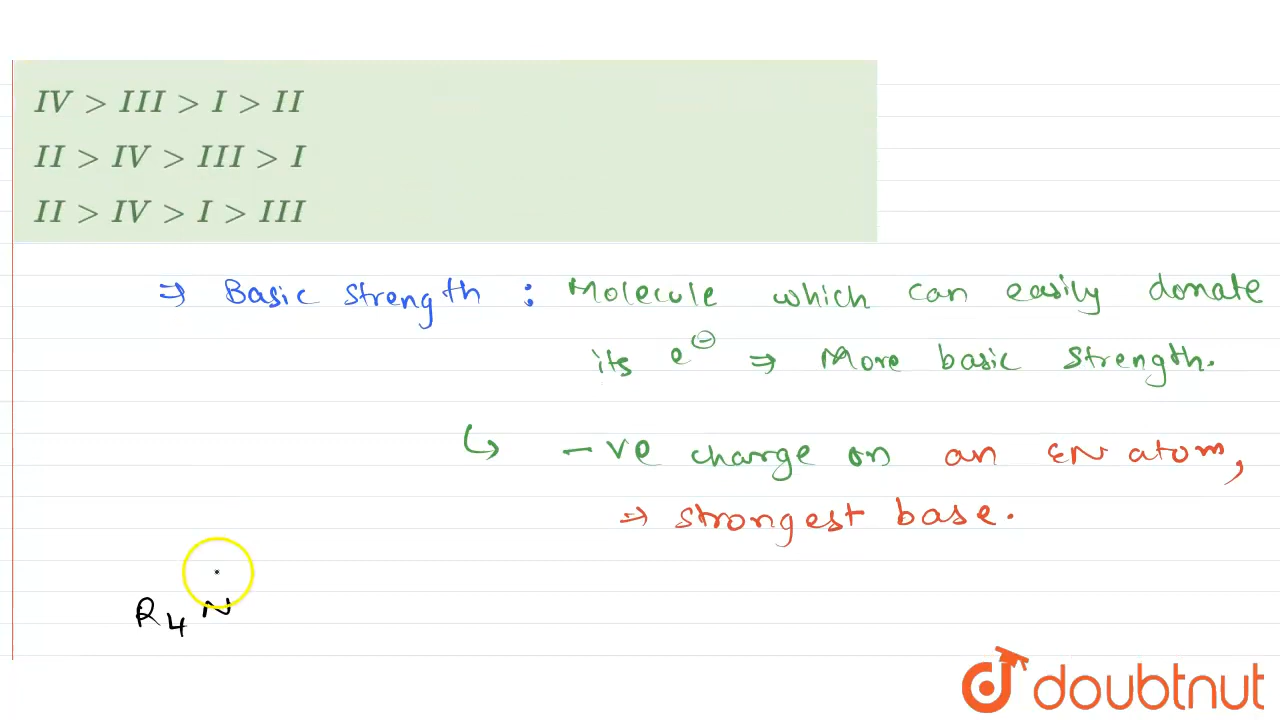 IV > III > I > II
II > IV > III > I
II > IV > I > III
⇒ Basic strength : Molecule which can easily donate
its e⊖ ⇒ More basic strength.
↳ -ve charge on an EN atom,
⇒ strongest base.
R4 N
doubtnut